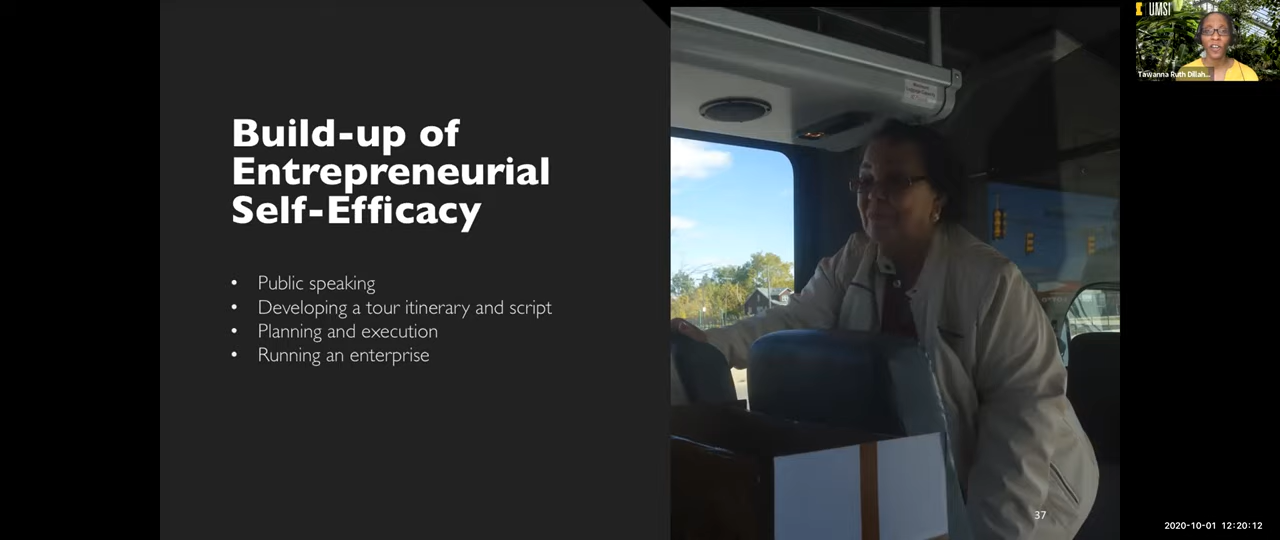 Build-up of
Entrepreneurial
Self-Efficacy
• Public speaking
• Developing a tour itinerary and script
• Planning and execution
• Running an enterprise
37
UMSI
Tawanna Ruth Dillah...
2020-10-01 12:20:12